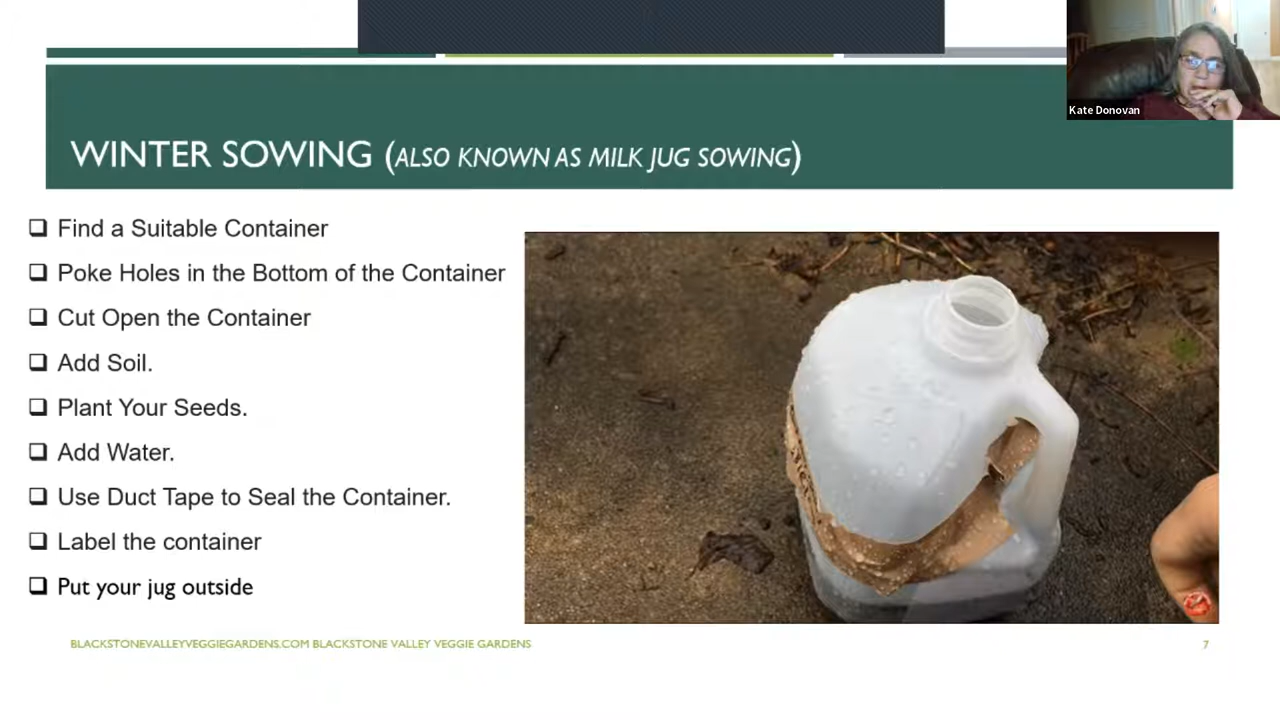 Kate Donovan
WINTER SOWING (ALSO KNOWN AS MILK JUG SOWING)
Find a Suitable Container
Poke Holes in the Bottom of the Container
Cut Open the Container
Add Soil.
Plant Your Seeds.
Add Water.
Use Duct Tape to Seal the Container.
Label the container
Put your jug outside
BLACKSTONEVALLEYVEGGIEGARDENS.COM BLACKSTONE VALLEY VEGGIE GARDENS
7